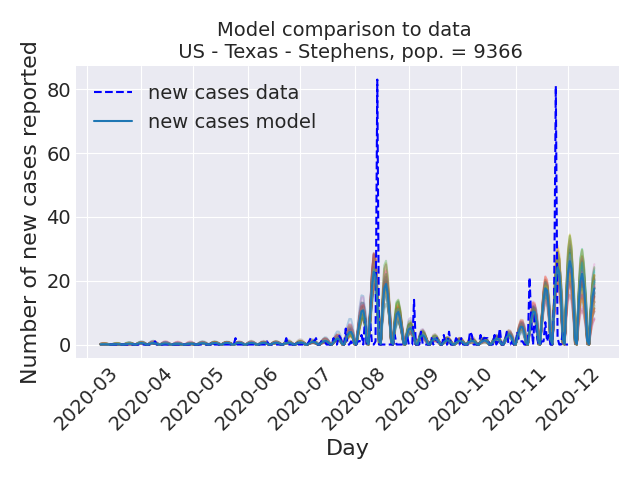 Model comparison to data
US - Texas - Stephens, pop. = 9366
new cases data
new cases model
Number of new cases reported
80
60
40
20
0
2020-03
2020-04
2020-05
2020-06
2020-07
2020-08
2020-09
2020-10
2020-11
2020-12
Day